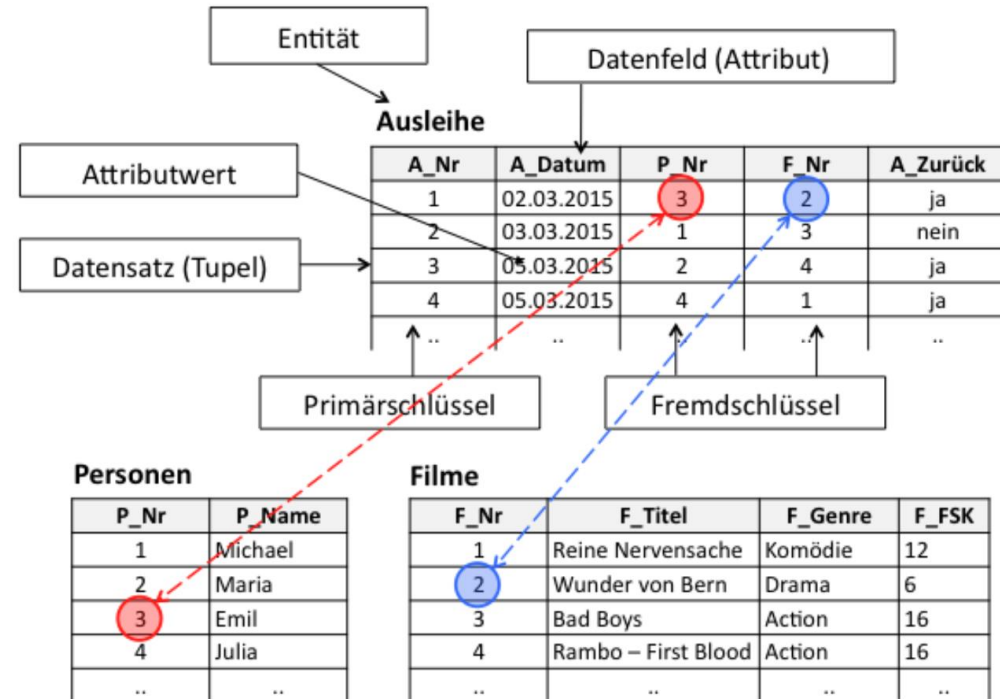 Entität
Datenfeld (Attribut)
Ausleihe
Attributwert
Datensatz (Tupel)
A_Nr A_Datum P_Nr F_Nr A_Zurück
1 02.03.2015 3 2 ja
2 03.03.2015 1 3 nein
3 05.03.2015 2 4 ja
4 05.03.2015 4 1 ja
.. .. .. .. ..
Primärschlüssel
Fremdschlüssel
Personen
P_Nr P_Name
1 Michael
2 Maria
3 Emil
4 Julia
.. ..
Filme
F_Nr F_Titel F_Genre F_FSK
1 Reine Nervensache Komödie 12
2 Wunder von Bern Drama 6
3 Bad Boys Action 16
4 Rambo – First Blood Action 16
.. .. .. ..